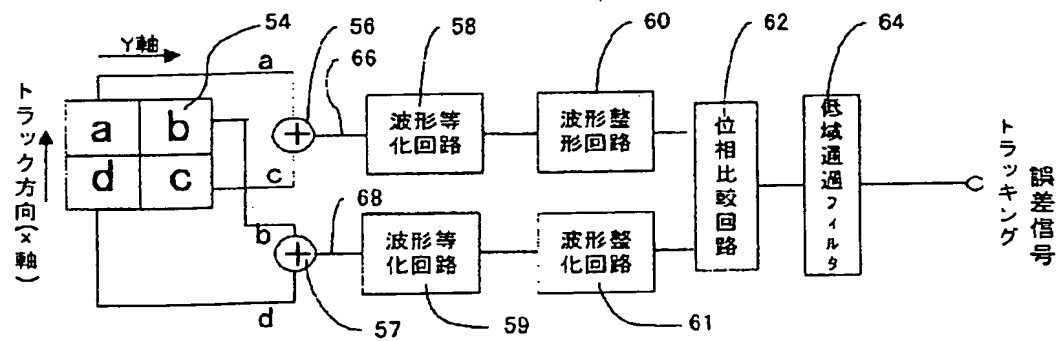 54
56
58
60
62
64
Y軸
a
66
トラック方向(x軸)
a b
d c
波形等
化回路
波形整
形回路
位相比較回路
低域通過フィルタ
トラッキング
誤差信号
c
68
b
波形等
化回路
波形整
形回路
d
57
59
61